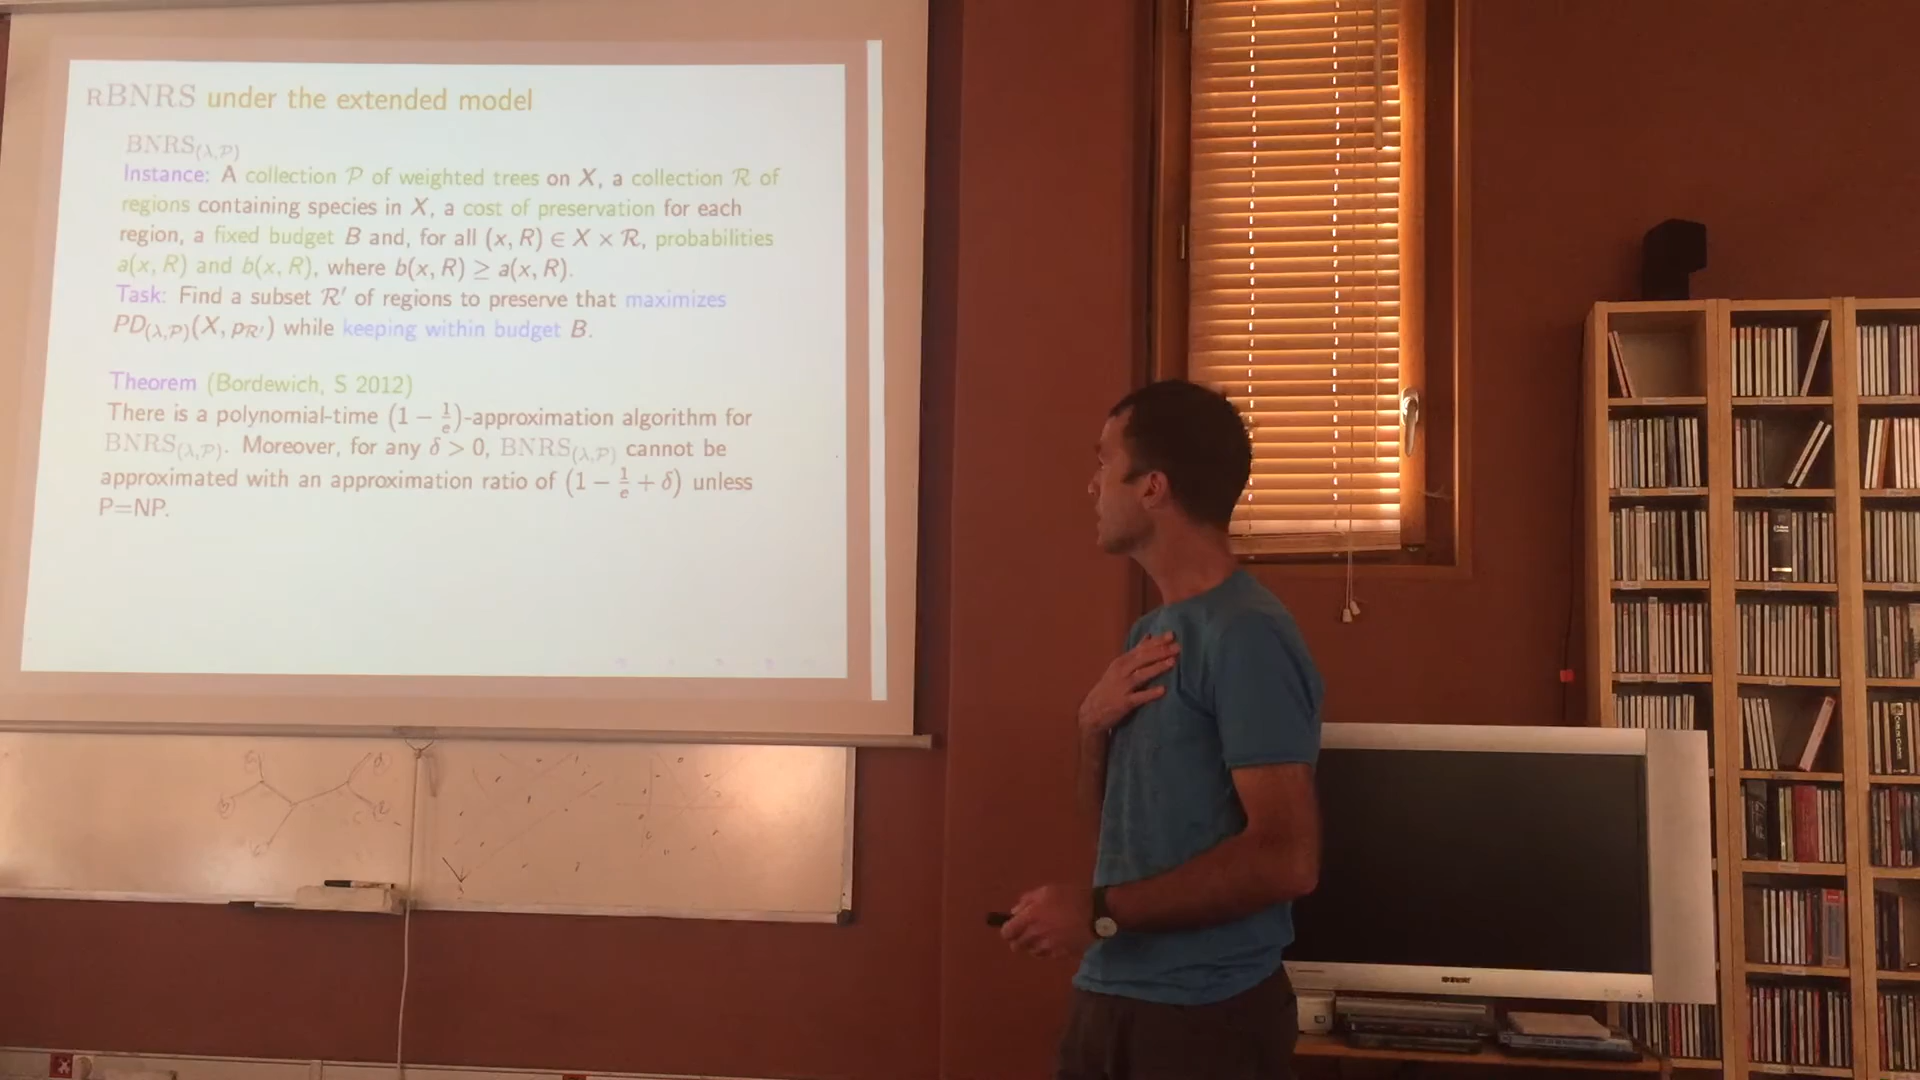 RBNRS under the extended model
BNRS(λ,𝒫)
Instance: A collection 𝒫 of weighted trees on X, a collection ℛ of
regions containing species in X, a cost of preservation for each
region, a fixed budget B and, for all (x, R) ∈ X × ℛ, probabilities
a(x, R) and b(x, R), where b(x, R) ≥ a(x, R).
Task: Find a subset ℛ′ of regions to preserve that maximizes
PD(λ,𝒫)(X, pℛ′) while keeping within budget B.
Theorem (Bordewich, S 2012)
There is a polynomial-time (1 − 1/e)-approximation algorithm for
BNRS(λ,𝒫). Moreover, for any δ > 0, BNRS(λ,𝒫) cannot be
approximated with an approximation ratio of (1 − 1/e + δ) unless
P=NP.